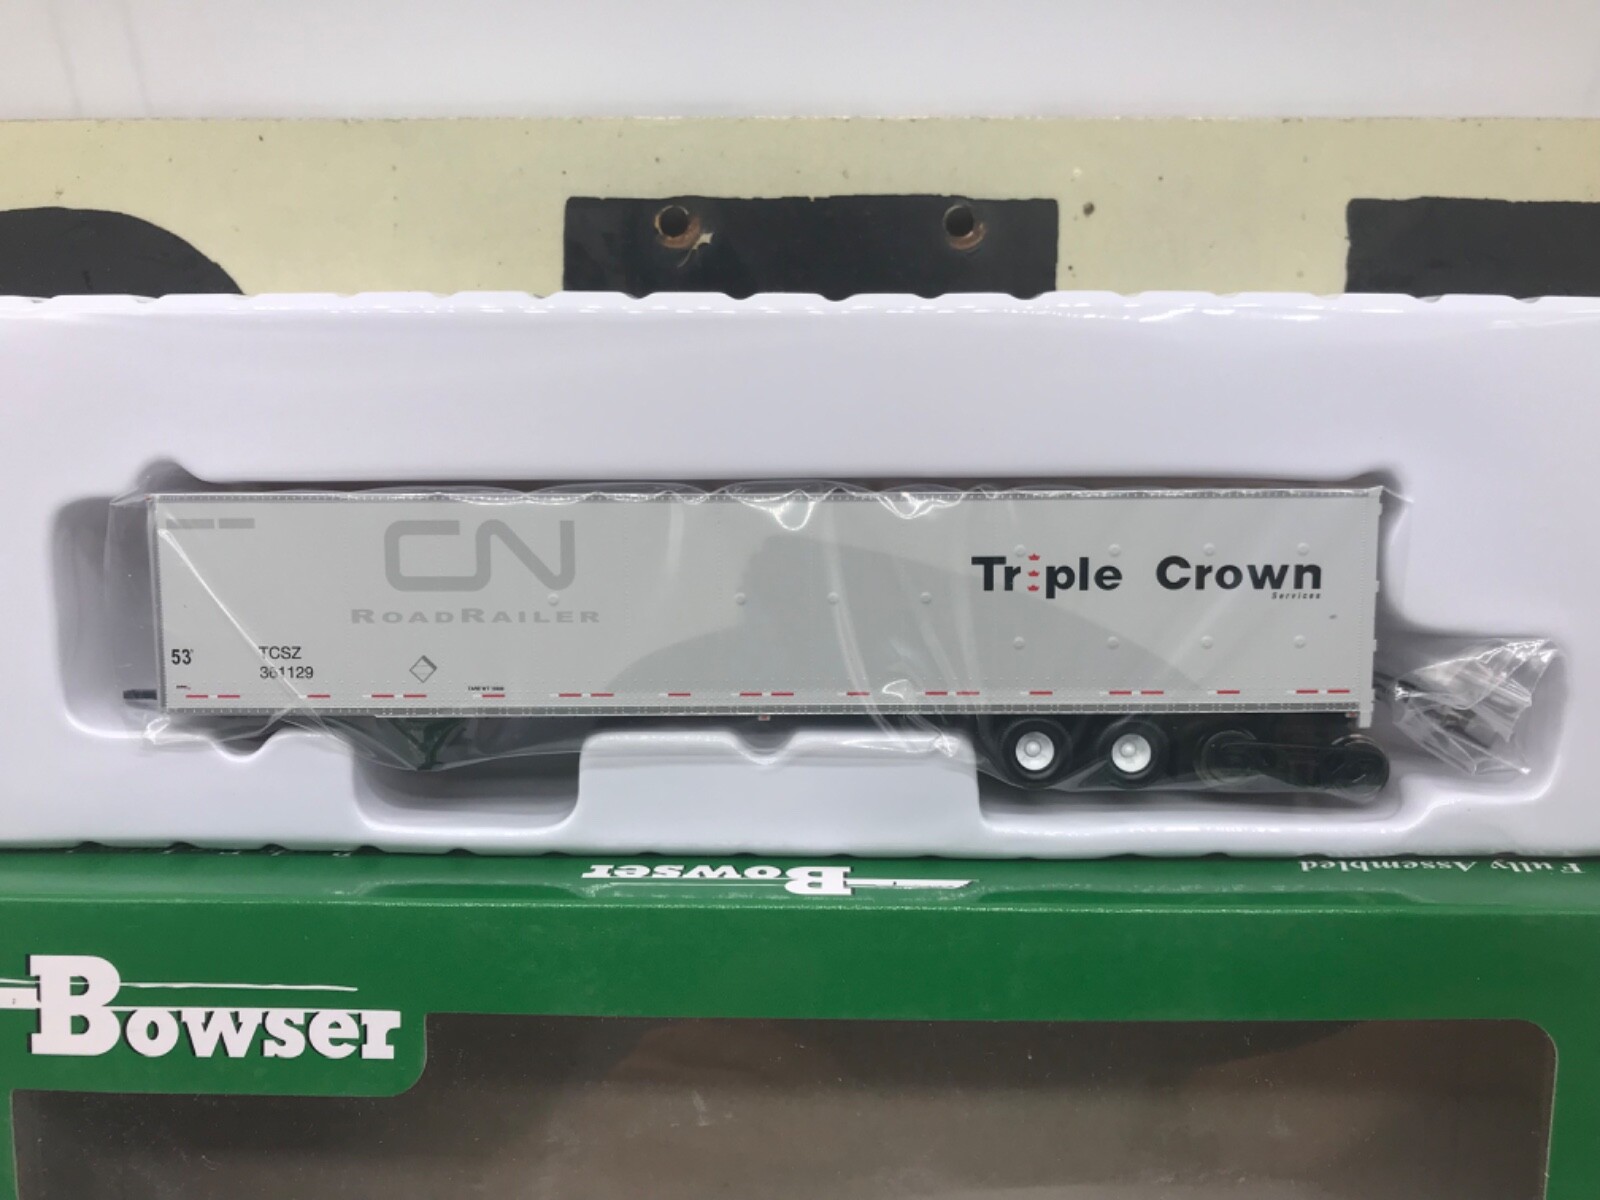 CN
ROADRAILER
Triple Crown
Services
53'
TCSZ
361129
Bowser
Fully Assembled
Bowser